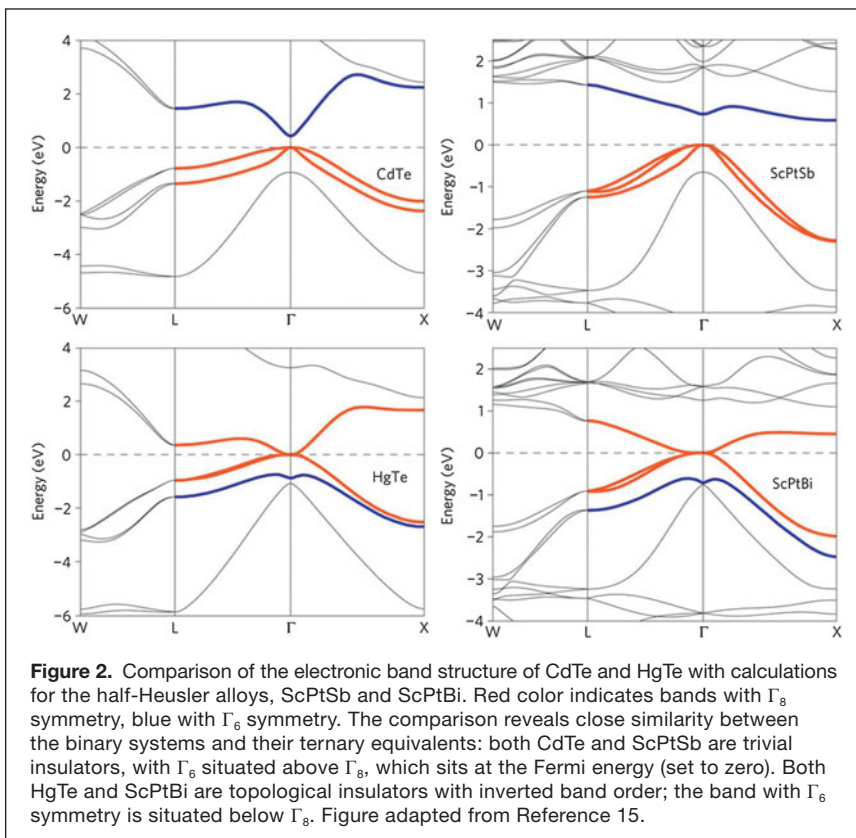 4
2
0
−2
−4
−6
Energy (eV)
CdTe
W
L
Γ
X
2
1
0
−1
−2
−3
−4
Energy (eV)
ScPtSb
W
L
Γ
X
4
2
0
−2
−4
−6
Energy (eV)
HgTe
W
L
Γ
X
2
1
0
−1
−2
−3
−4
Energy (eV)
ScPtBi
W
L
Γ
X
Figure 2. Comparison of the electronic band structure of CdTe and HgTe with calculations
for the half-Heusler alloys, ScPtSb and ScPtBi. Red color indicates bands with Γ₈
symmetry, blue with Γ₆ symmetry. The comparison reveals close similarity between
the binary systems and their ternary equivalents: both CdTe and ScPtSb are trivial
insulators, with Γ₆ situated above Γ₈, which sits at the Fermi energy (set to zero). Both
HgTe and ScPtBi are topological insulators with inverted band order; the band with Γ₆
symmetry is situated below Γ₈. Figure adapted from Reference 15.